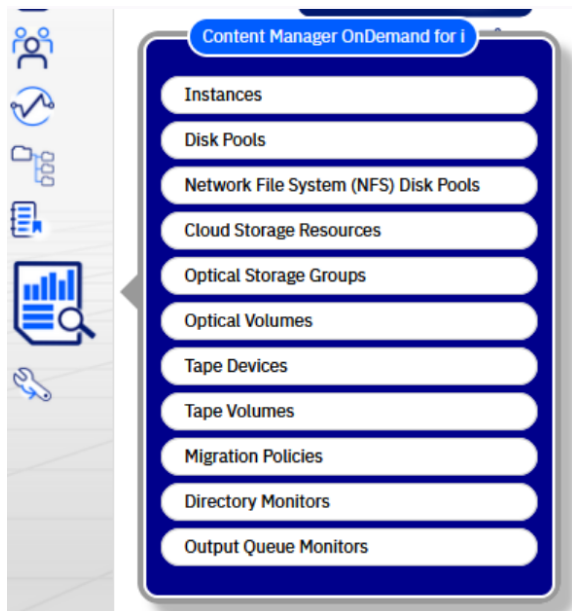 Content Manager OnDemand for i
Instances
Disk Pools
Network File System (NFS) Disk Pools
Cloud Storage Resources
Optical Storage Groups
Optical Volumes
Tape Devices
Tape Volumes
Migration Policies
Directory Monitors
Output Queue Monitors